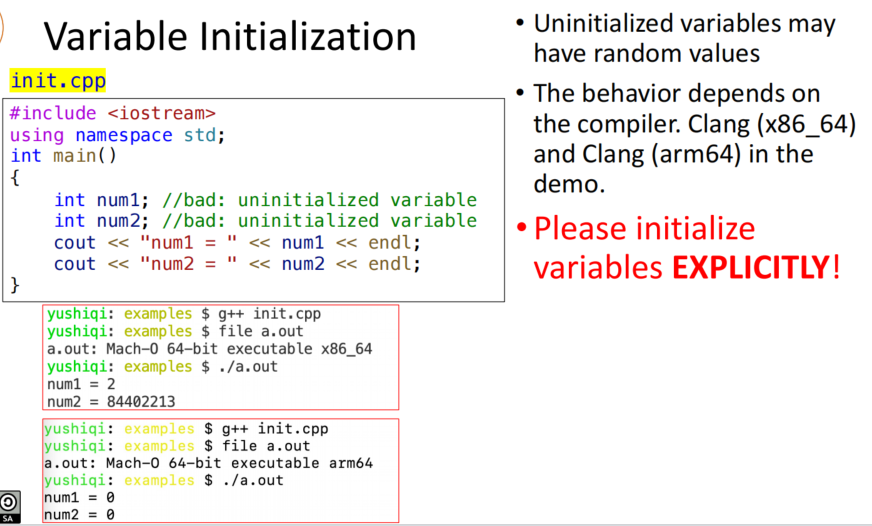 Variable Initialization
init.cpp
#include <iostream>
using namespace std;
int main()
{
    int num1; //bad: uninitialized variable
    int num2; //bad: uninitialized variable
    cout << "num1 = " << num1 << endl;
    cout << "num2 = " << num2 << endl;
}
yushiqi: examples $ g++ init.cpp
yushiqi: examples $ file a.out
a.out: Mach-O 64-bit executable x86_64
yushiqi: examples $ ./a.out
num1 = 2
num2 = 84402213
yushiqi: examples $ g++ init.cpp
yushiqi: examples $ file a.out
a.out: Mach-O 64-bit executable arm64
yushiqi: examples $ ./a.out
num1 = 0
num2 = 0
SA
• Uninitialized variables may
have random values
• The behavior depends on
the compiler. Clang (x86_64)
and Clang (arm64) in the
demo.
• Please initialize
variables EXPLICITLY!